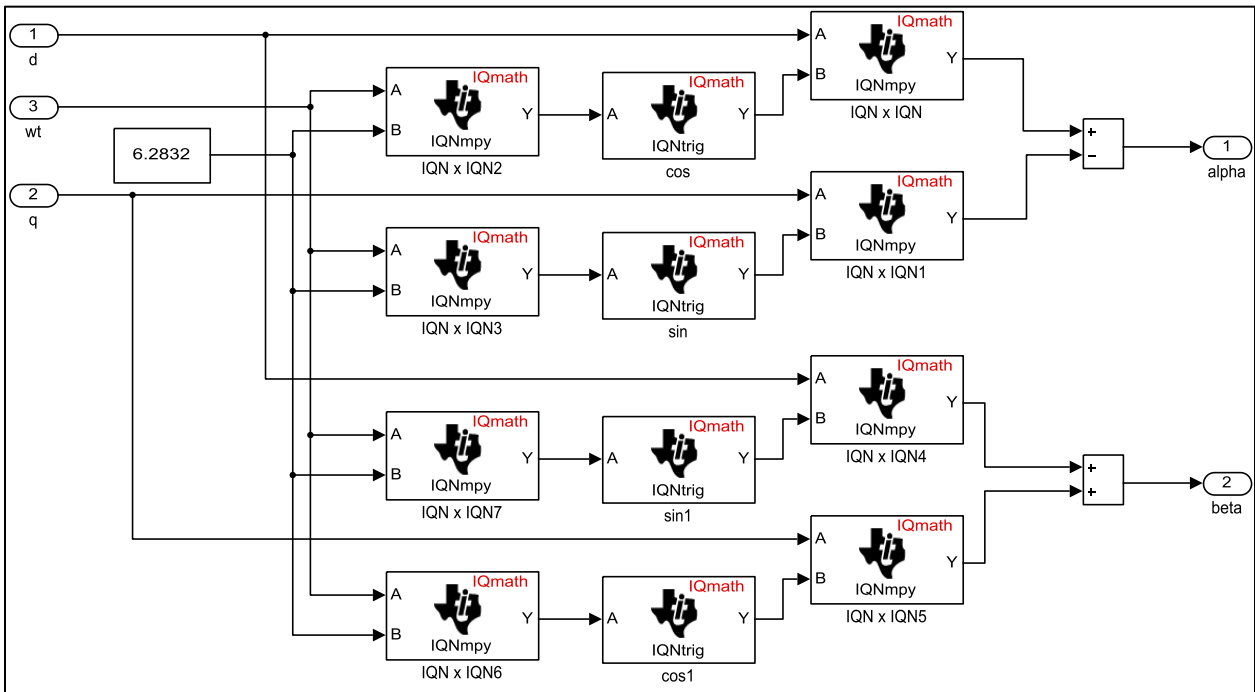 1
d
3
wt
6.2832
2
q
IQmath
A
B
Y
IQNmpy
IQN x IQN2
A
IQNtrig
Y
cos
IQmath
A
B
Y
IQNmpy
IQN x IQN
IQmath
A
B
Y
IQNmpy
IQN x IQN3
IQmath
A
Y
IQNtrig
sin
IQmath
A
B
Y
IQNmpy
IQN x IQN1
+
−
1
alpha
IQmath
A
B
Y
IQNmpy
IQN x IQN7
IQmath
A
Y
IQNtrig
sin1
IQmath
A
B
Y
IQNmpy
IQN x IQN4
IQmath
A
B
Y
IQNmpy
IQN x IQN6
IQmath
A
Y
IQNtrig
cos1
IQmath
A
B
Y
IQNmpy
IQN x IQN5
+
+
2
beta